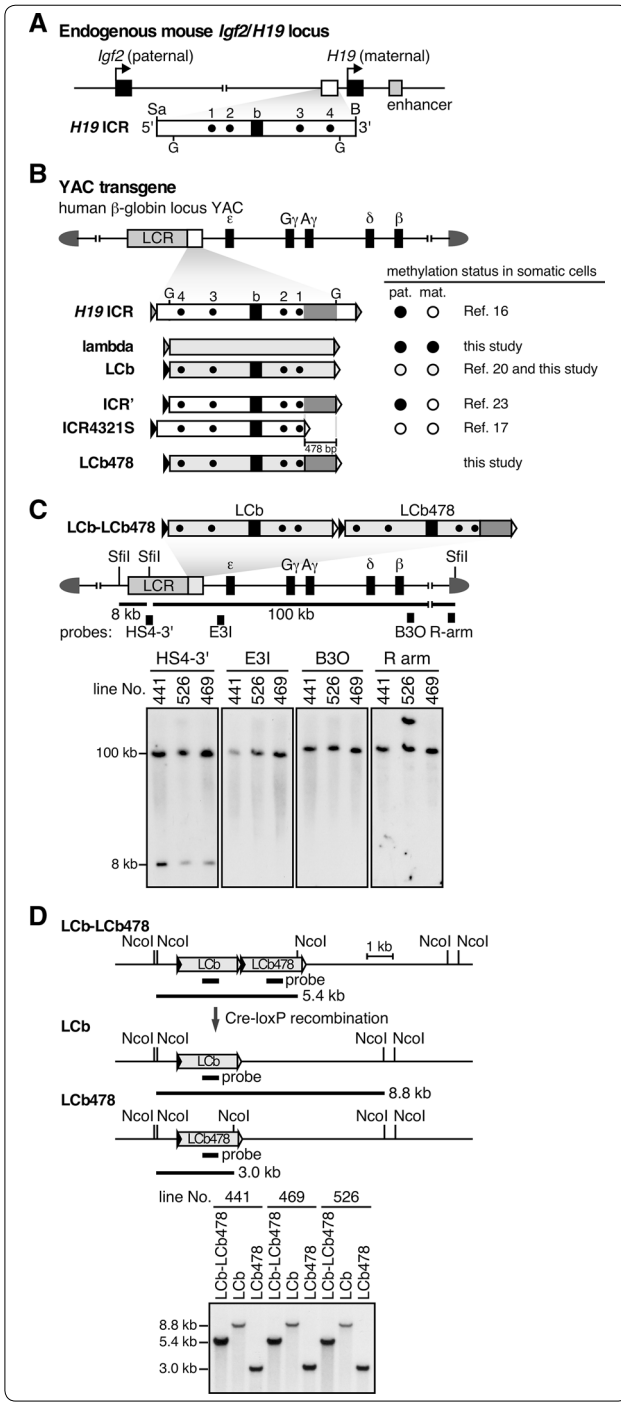 A Endogenous mouse Igf2/H19 locus
Igf2 (paternal) H19 (maternal)
enhancer
Sa 1 2 b 3 4 B
H19 ICR 5' 3'
G G
B YAC transgene
human β-globin locus YAC
ε Gγ Aγ δ β
LCR
methylation status in somatic cells
pat. mat.
G 4 3 b 2 1 G
H19 ICR Ref. 16
lambda this study
LCb Ref. 20 and this study
ICR' Ref. 23
ICR4321S Ref. 17
478 bp
LCb478 this study
C LCb LCb478
LCb-LCb478
SfiI SfiI ε Gγ Aγ δ β SfiI
LCR
8 kb 100 kb
probes: HS4-3' E3I B3O R-arm
HS4-3' E3I B3O R arm
line No. 441 526 469 441 526 469 441 526 469 441 526 469
100 kb
8 kb
D LCb-LCb478
NcoI NcoI NcoI 1 kb NcoI NcoI
LCb LCb478
probe
5.4 kb
Cre-loxP recombination
LCb
NcoI NcoI NcoI NcoI
LCb
probe
8.8 kb
LCb478
NcoI NcoI NcoI NcoI NcoI
LCb478
probe
3.0 kb
line No. 441 469 526
LCb-LCb478 LCb LCb478 LCb-LCb478 LCb LCb478 LCb-LCb478 LCb LCb478
8.8 kb
5.4 kb
3.0 kb